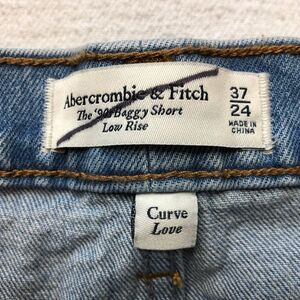 Abercrombie & Fitch
The '90s Baggy Short
Low Rise
37
24
MADE IN
CHINA
Curve
Love